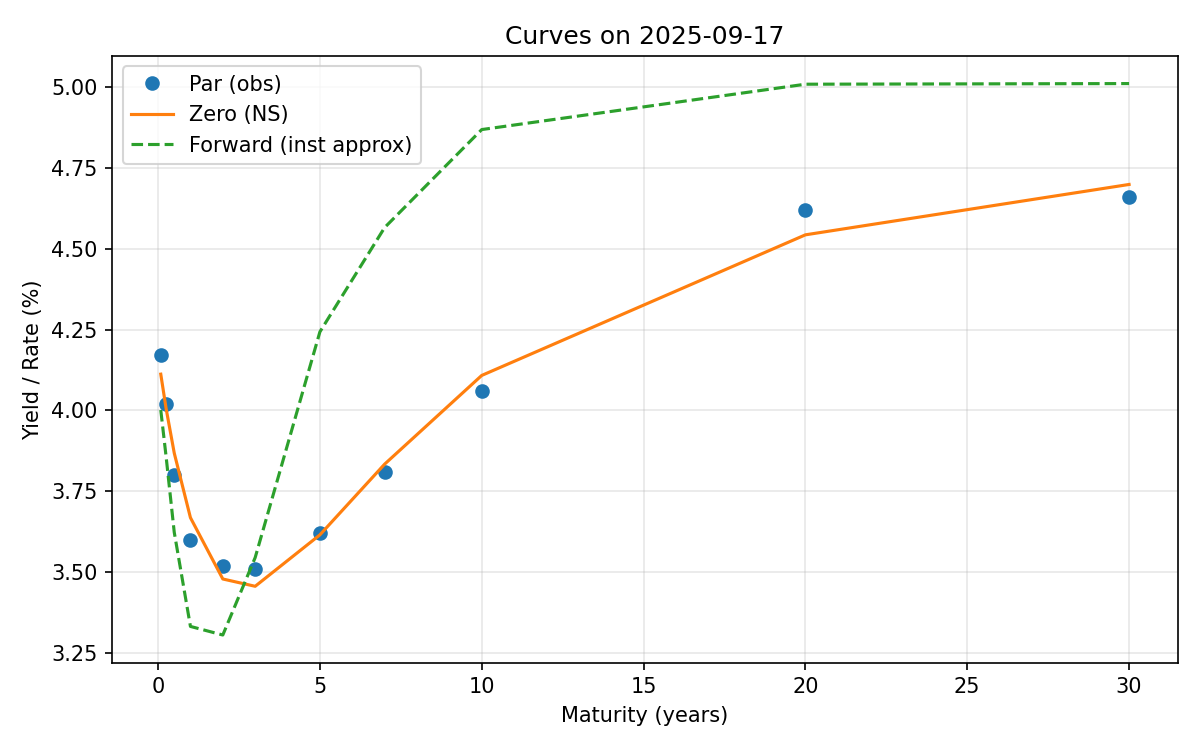 Curves on 2025-09-17
Par (obs)
Zero (NS)
Forward (inst approx)
Yield / Rate (%)
5.00
4.75
4.50
4.25
4.00
3.75
3.50
3.25
0 5 10 15 20 25 30
Maturity (years)